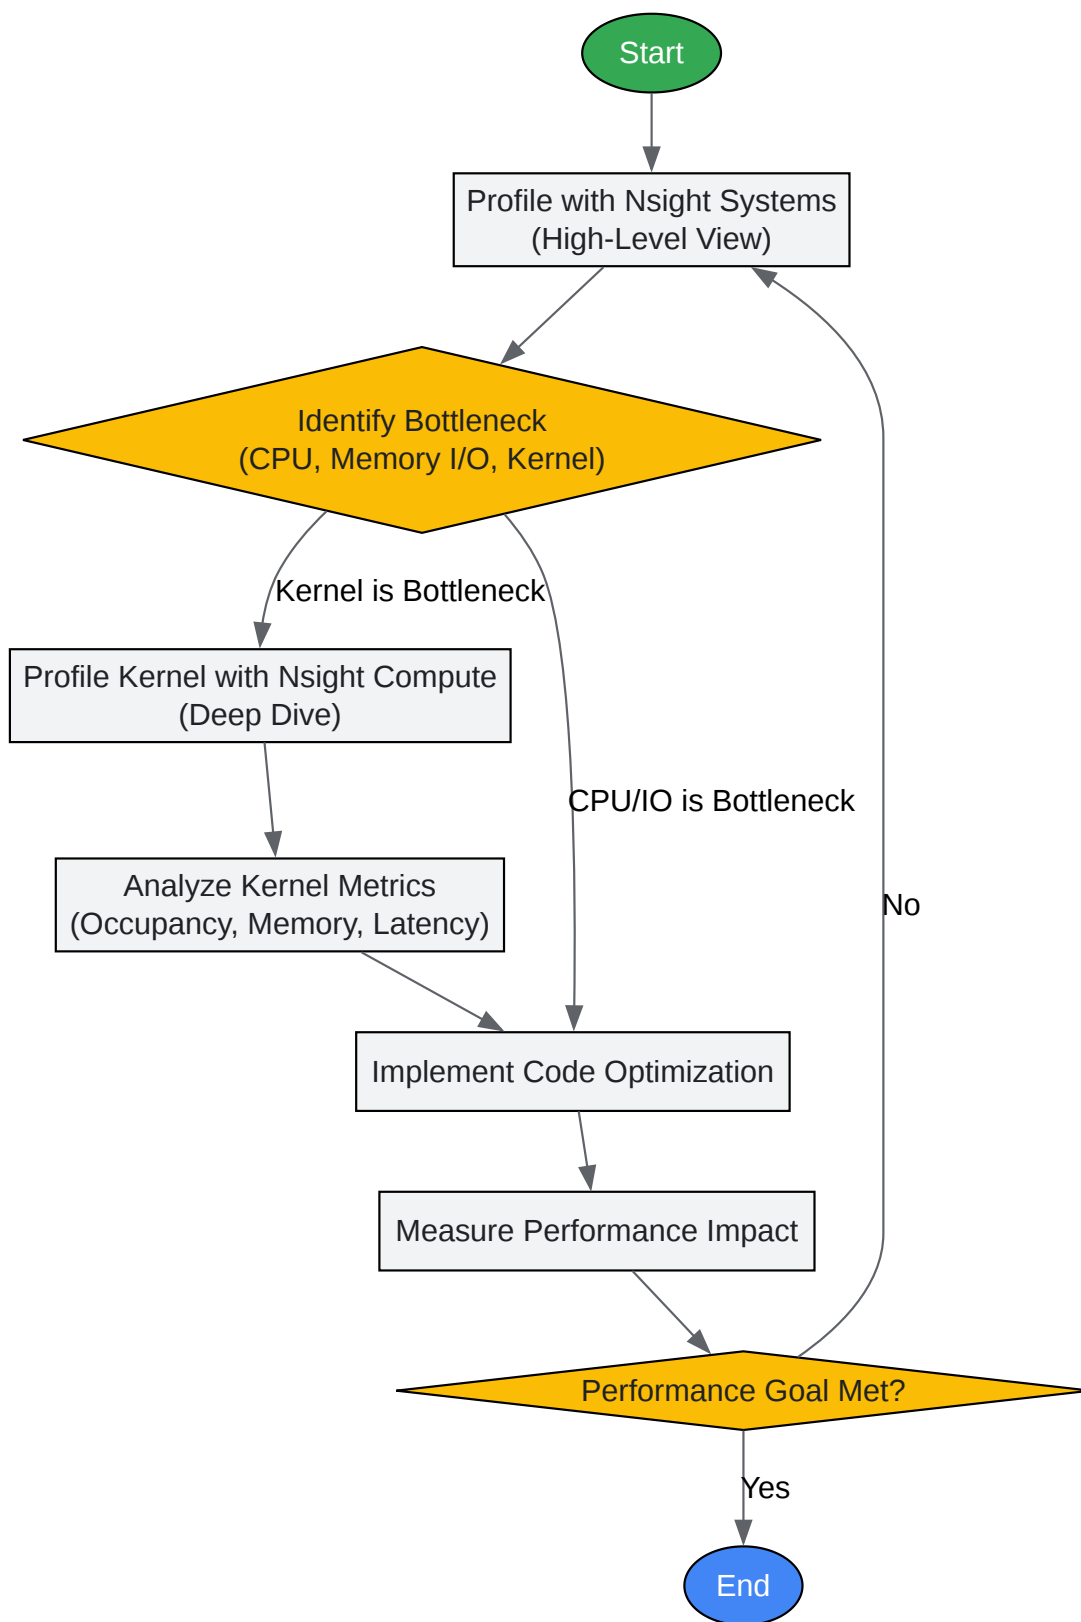 Start
Profile with Nsight Systems
(High-Level View)
Identify Bottleneck
(CPU, Memory I/O, Kernel)
Kernel is Bottleneck
Profile Kernel with Nsight Compute
(Deep Dive)
CPU/IO is Bottleneck
Analyze Kernel Metrics
(Occupancy, Memory, Latency)
No
Implement Code Optimization
Measure Performance Impact
Performance Goal Met?
Yes
End